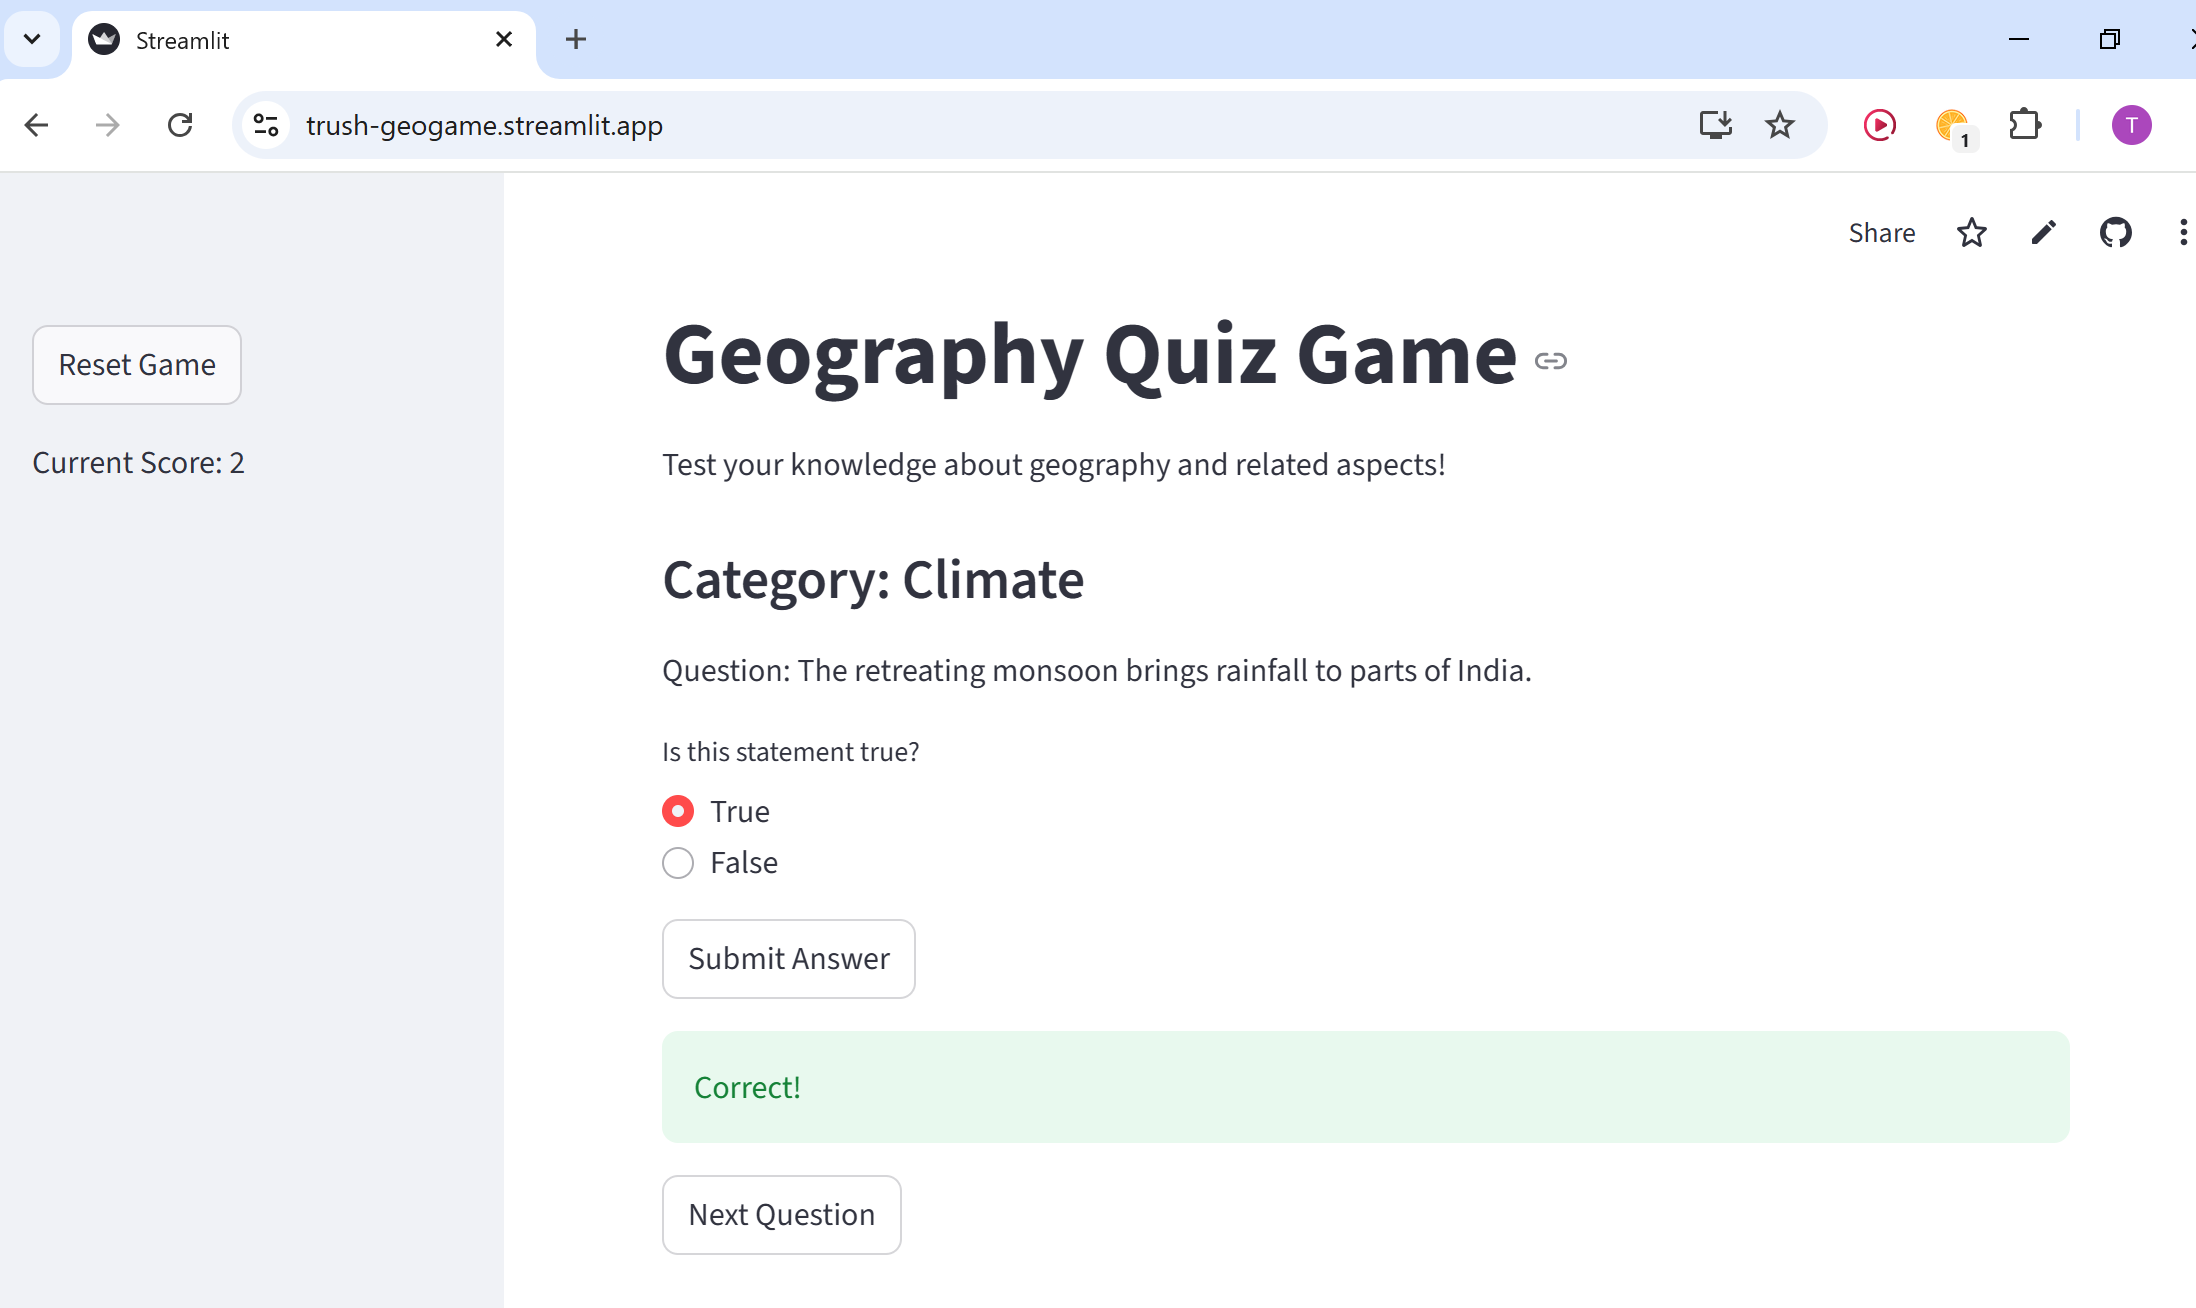 Streamlit
trush-geogame.streamlit.app
1
T
Share
Reset Game
Current Score: 2
Geography Quiz Game
Test your knowledge about geography and related aspects!
Category: Climate
Question: The retreating monsoon brings rainfall to parts of India.
Is this statement true?
True
False
Submit Answer
Correct!
Next Question